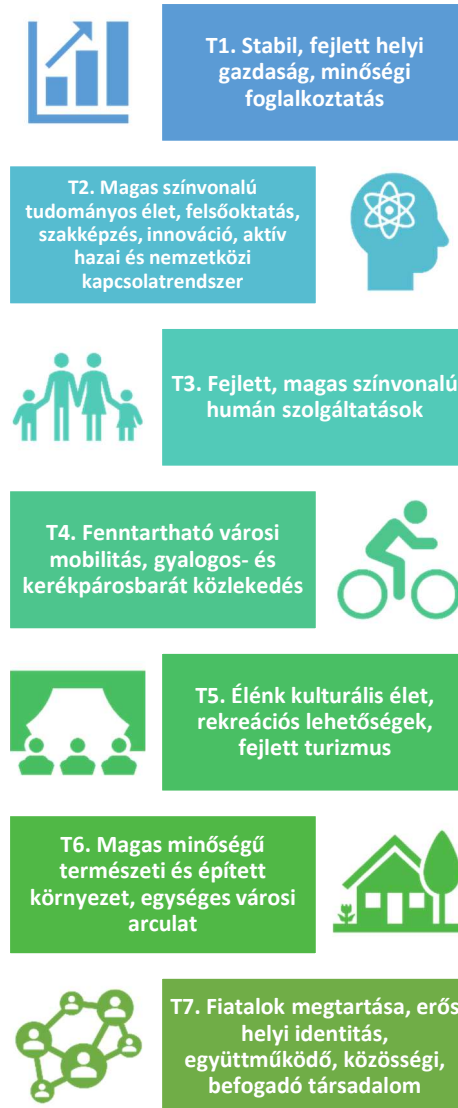 T1. Stabil, fejlett helyi
gazdaság, minőségi
foglalkoztatás
T2. Magas színvonalú
tudományos élet, felsőoktatás,
szakképzés, innováció, aktív
hazai és nemzetközi
kapcsolatrendszer
T3. Fejlett, magas színvonalú
humán szolgáltatások
T4. Fenntartható városi
mobilitás, gyalogos- és
kerékpárosbarát közlekedés
T5. Élénk kulturális élet,
rekreációs lehetőségek,
fejlett turizmus
T6. Magas minőségű
természeti és épített
környezet, egységes városi
arculat
T7. Fiatalok megtartása, erős
helyi identitás,
együttműködő, közösségi,
befogadó társadalom